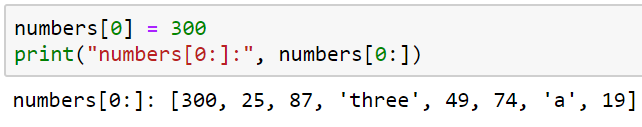 numbers[0] = 300
print("numbers[0:]:", numbers[0:])
numbers[0:]: [300, 25, 87, 'three', 49, 74, 'a', 19]